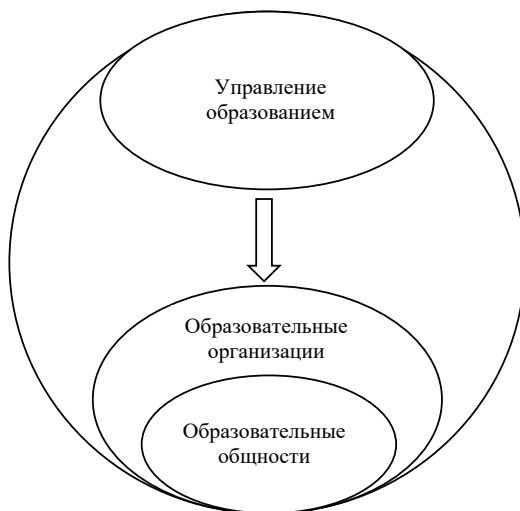 Управление
образованием
Образовательные
организации
Образовательные
общности